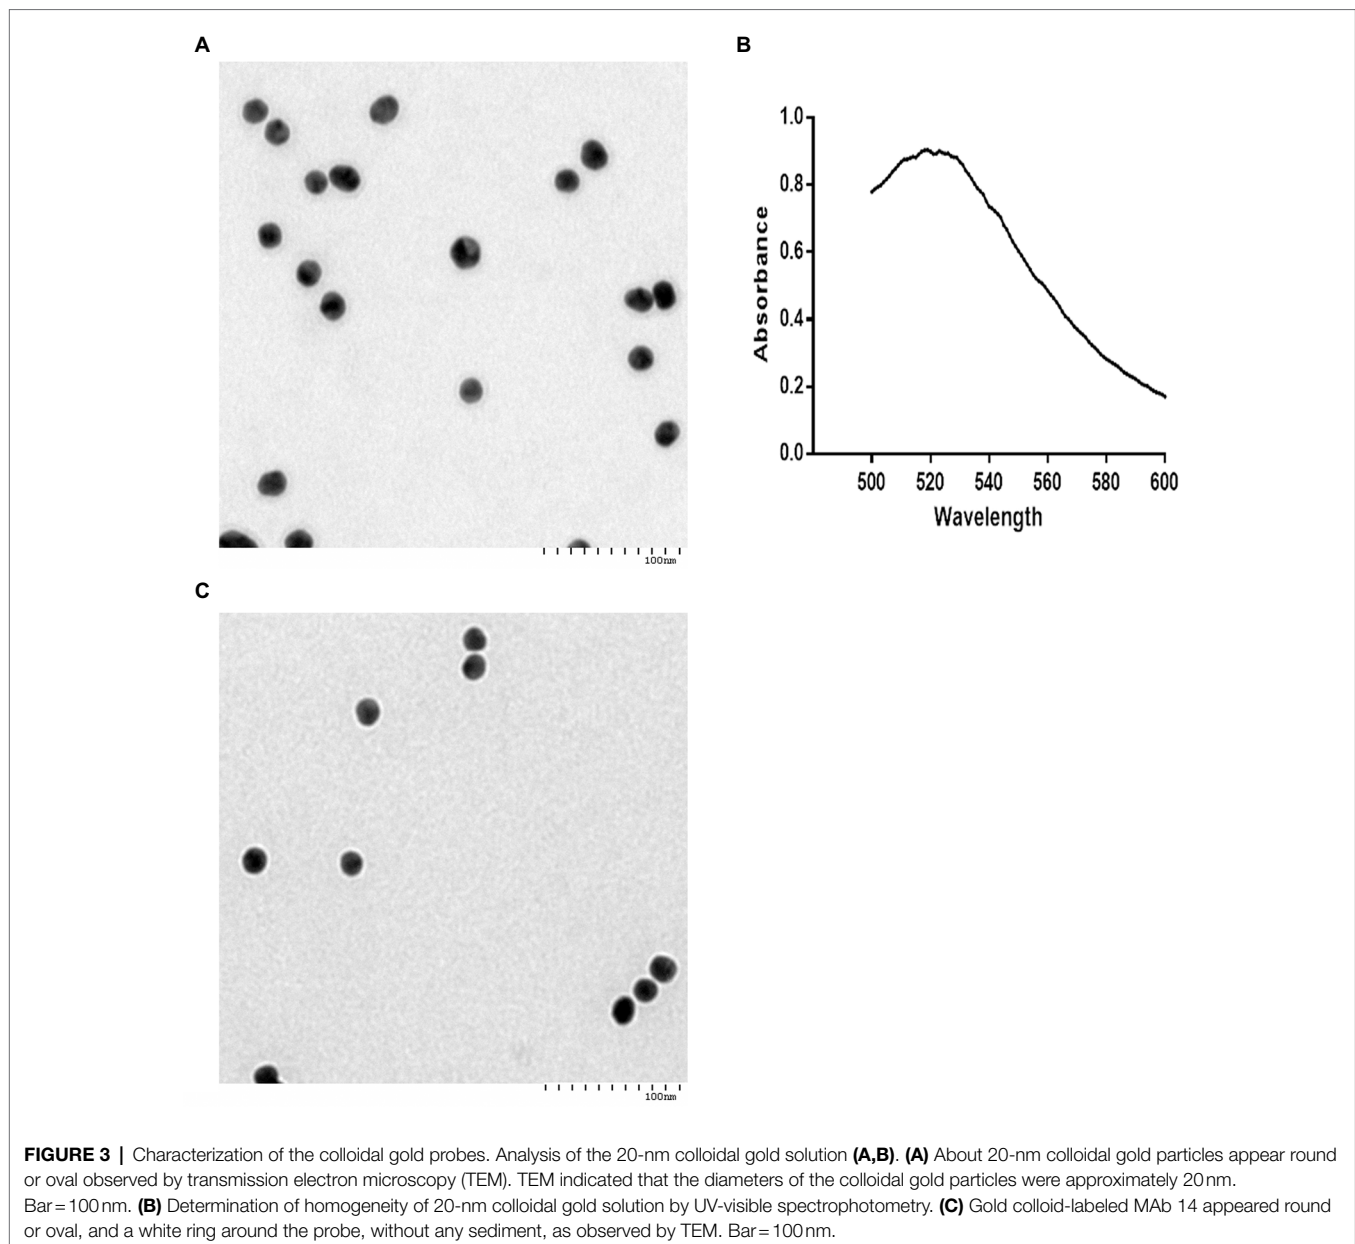 A
B
1.0
0.8
0.6
0.4
0.2
0.0
Absorbance
500 520 540 560 580 600
Wavelength
100nm
C
100nm
FIGURE 3 | Characterization of the colloidal gold probes. Analysis of the 20-nm colloidal gold solution (A,B). (A) About 20-nm colloidal gold particles appear round
or oval observed by transmission electron microscopy (TEM). TEM indicated that the diameters of the colloidal gold particles were approximately 20 nm.
Bar = 100 nm. (B) Determination of homogeneity of 20-nm colloidal gold solution by UV-visible spectrophotometry. (C) Gold colloid-labeled MAb 14 appeared round
or oval, and a white ring around the probe, without any sediment, as observed by TEM. Bar = 100 nm.